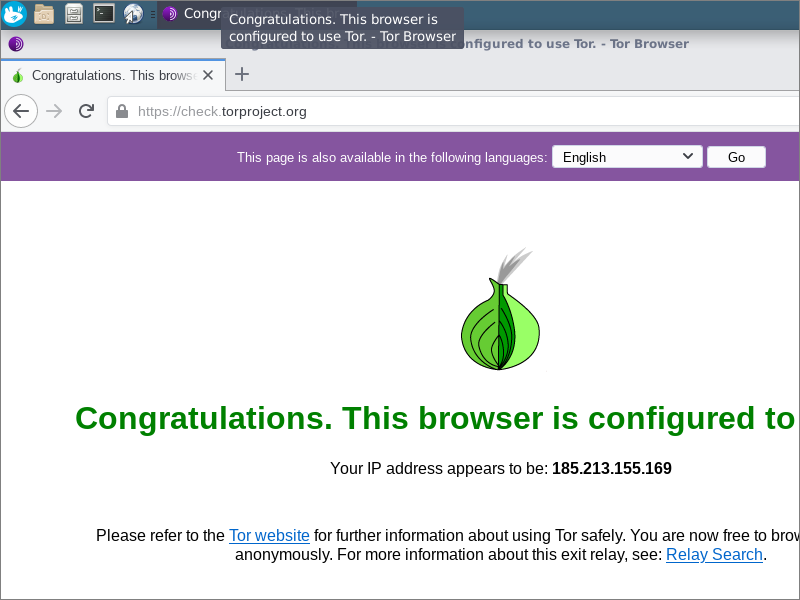 Congra
Congratulations. This browser is
configured to use Tor. - Tor Browser
onfigured to use Tor. - Tor Browser
Congratulations. This brows
https://check.torproject.org
This page is also available in the following languages: English Go
Congratulations. This browser is configured to
Your IP address appears to be: 185.213.155.169
Please refer to the Tor website for further information about using Tor safely. You are now free to brow
anonymously. For more information about this exit relay, see: Relay Search.